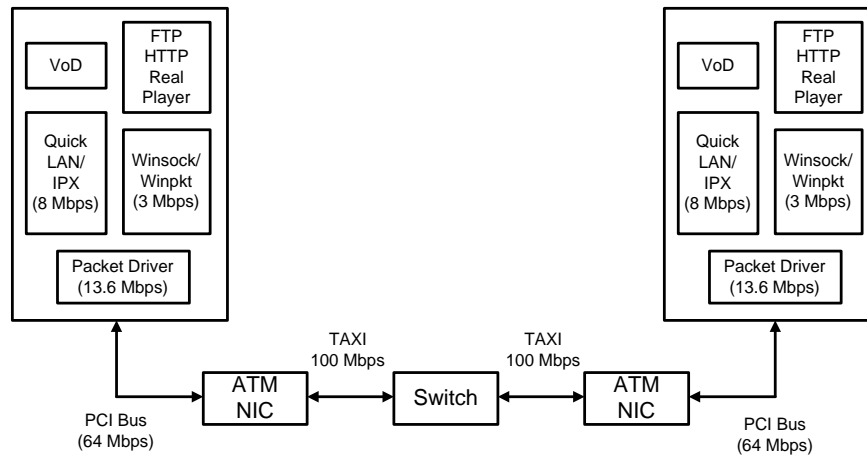 VoD
FTP
HTTP
Real
Player
Quick
LAN/
IPX
(8 Mbps)
Winsock/
Winpkt
(3 Mbps)
Packet Driver
(13.6 Mbps)
VoD
FTP
HTTP
Real
Player
Quick
LAN/
IPX
(8 Mbps)
Winsock/
Winpkt
(3 Mbps)
Packet Driver
(13.6 Mbps)
PCI Bus
(64 Mbps)
ATM
NIC
TAXI
100 Mbps
Switch
TAXI
100 Mbps
ATM
NIC
PCI Bus
(64 Mbps)